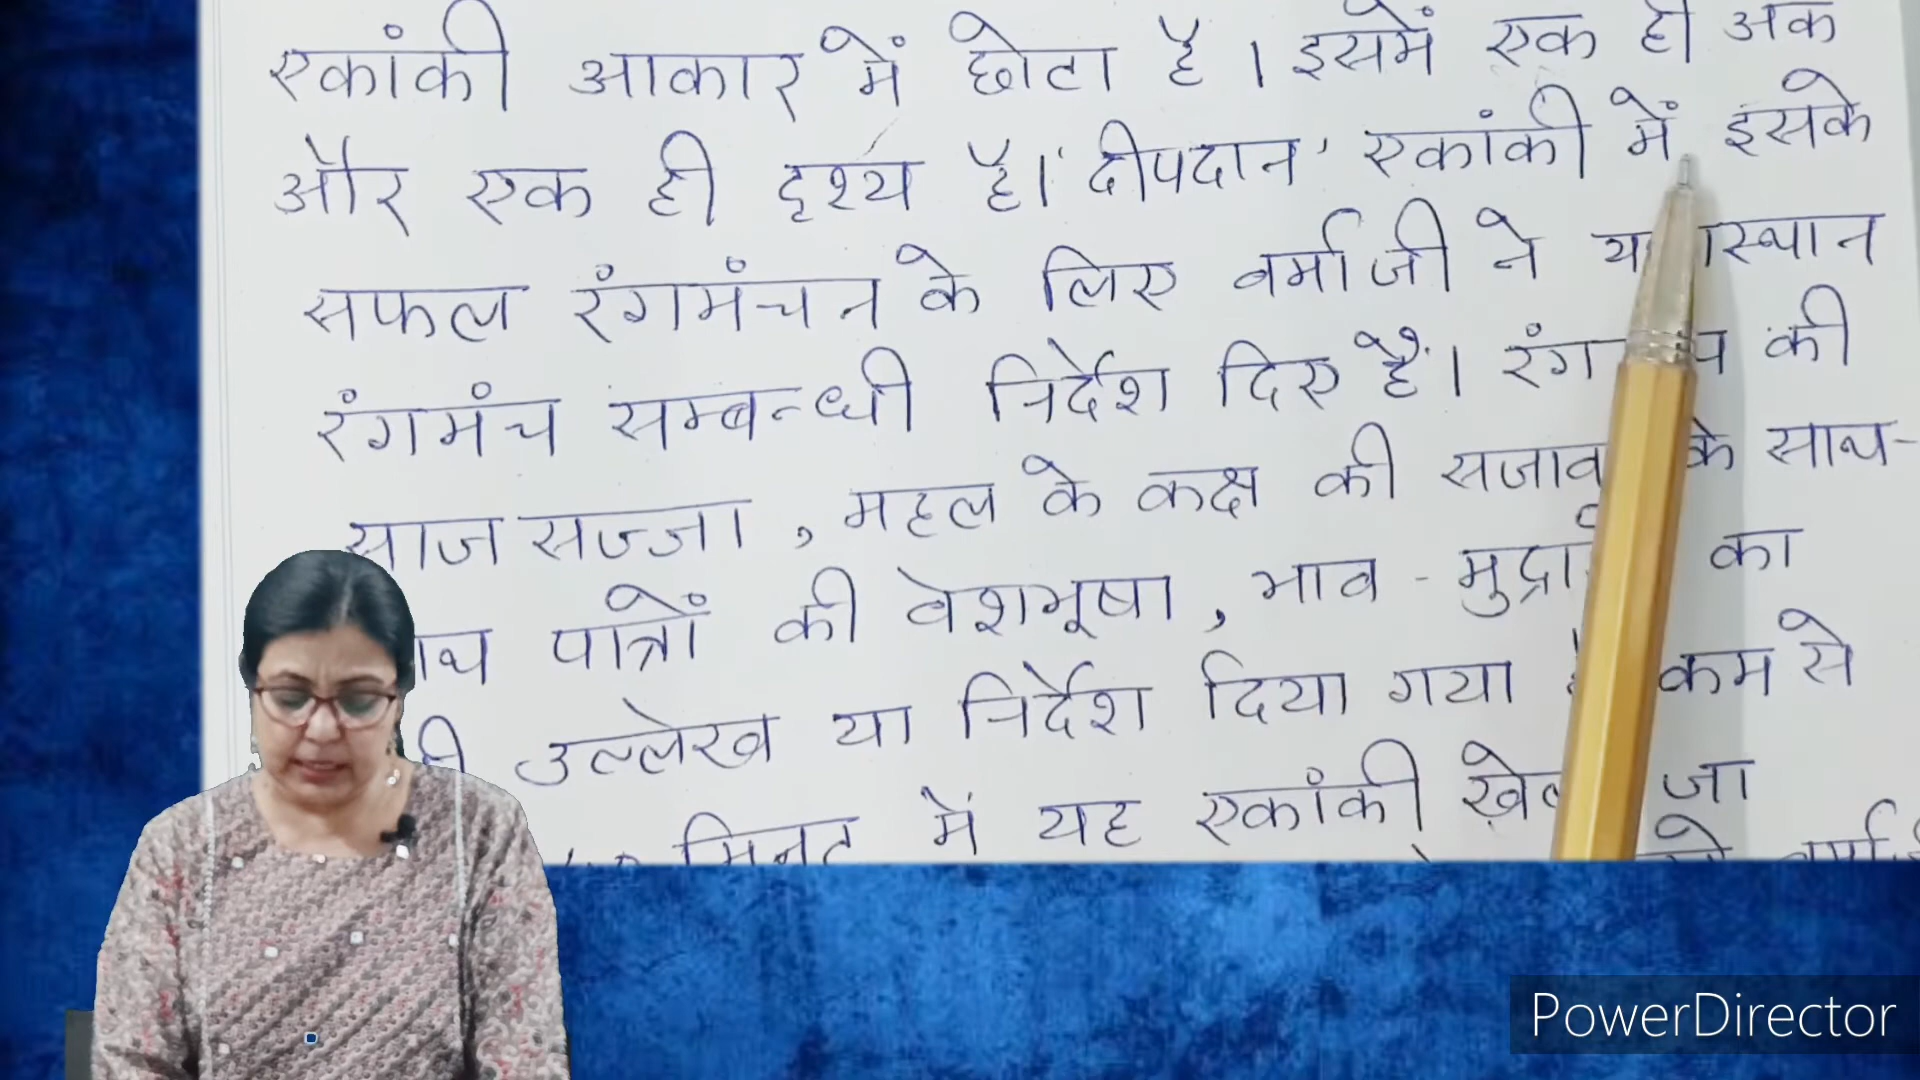 एकांकी आकार में छोटा है । इसमें एक ही अंक
और एक ही दृश्य है। 'दीपदान' एकांकी में इसके
सफल रंगमंचन के लिए वर्माजी ने
रंगमंच सम्बन्धी निर्देश दिए हैं। की
साज सज्जा , महल के कक्ष की के साथ-
पात्रों की वेशभूषा , भाव - का
उल्लेख या निर्देश दिया गया कम से
मिनट में यह एकांकी जा
PowerDirector